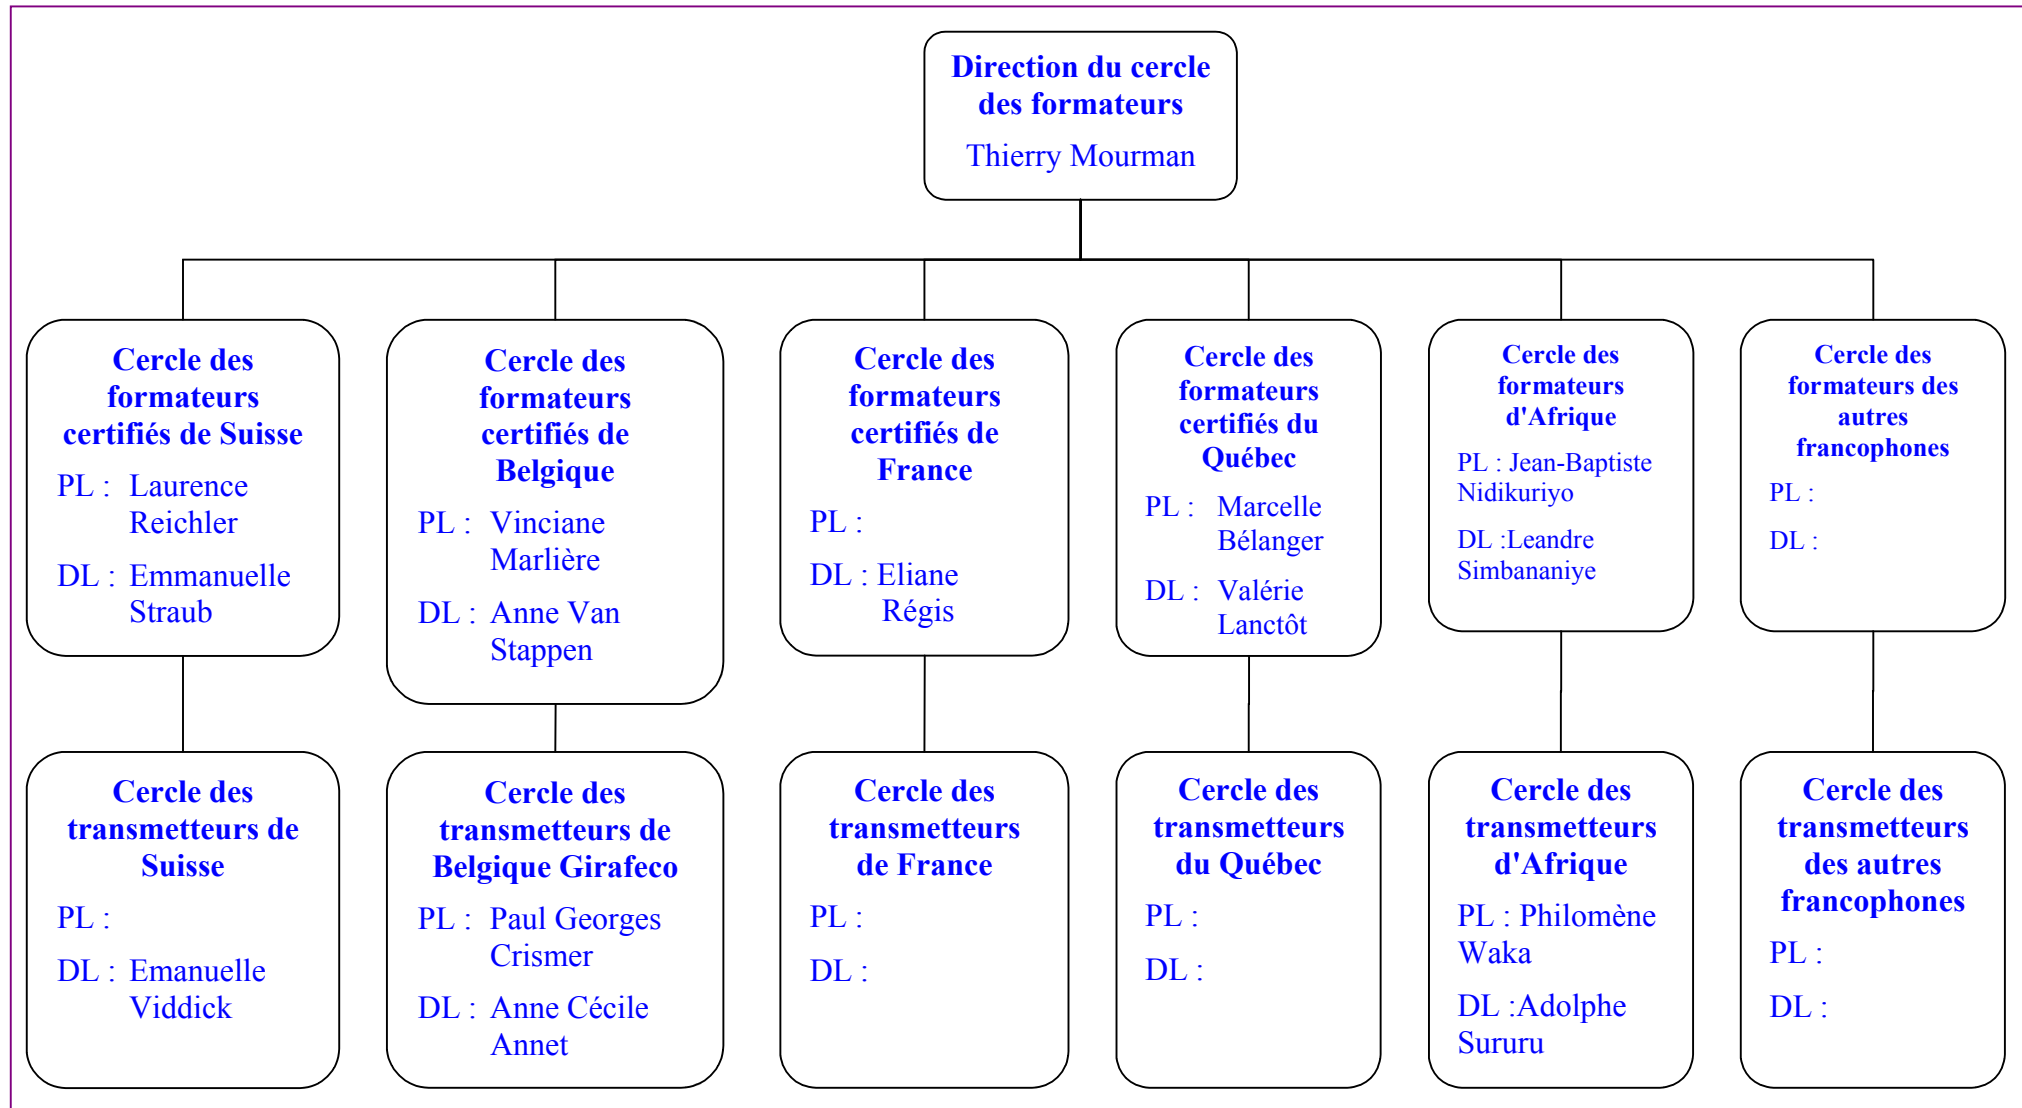 Direction du cercle
des formateurs
Thierry Mourman
Cercle des
formateurs
certifiés de Suisse
PL : Laurence
Reichler
DL : Emmanuelle
Straub
Cercle des
formateurs
certifiés de
Belgique
PL : Vinciane
Marlière
DL : Anne Van
Stappen
Cercle des
formateurs
certifiés de
France
PL :
DL : Eliane
Régis
Cercle des
formateurs
certifiés du
Québec
PL : Marcelle
Bélanger
DL : Valérie
Lanctôt
Cercle des
formateurs
d'Afrique
PL : Jean-Baptiste
Nidikuriyo
DL :Leandre
Simbananiye
Cercle des
formateurs des
autres
francophones
PL :
DL :
Cercle des
transmetteurs de
Suisse
PL :
DL : Emanuelle
Viddick
Cercle des
transmetteurs de
Belgique Girafeco
PL : Paul Georges
Crismer
DL : Anne Cécile
Annet
Cercle des
transmetteurs
de France
PL :
DL :
Cercle des
transmetteurs
du Québec
PL :
DL :
Cercle des
transmetteurs
d'Afrique
PL : Philomène
Waka
DL :Adolphe
Sururu
Cercle des
transmetteurs
des autres
francophones
PL :
DL :